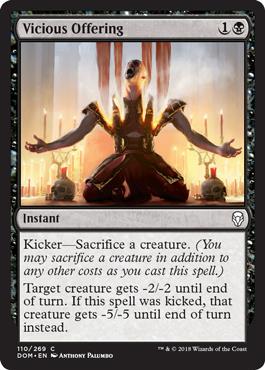 Vicious Offering 1
Instant
Kicker—Sacrifice a creature. (You
may sacrifice a creature in addition to
any other costs as you cast this spell.)
Target creature gets -2/-2 until end
of turn. If this spell was kicked, that
creature gets -5/-5 until end of turn
instead.
110/269 C
DOM • EN Anthony Palumbo
™ & © 2018 Wizards of the Coast